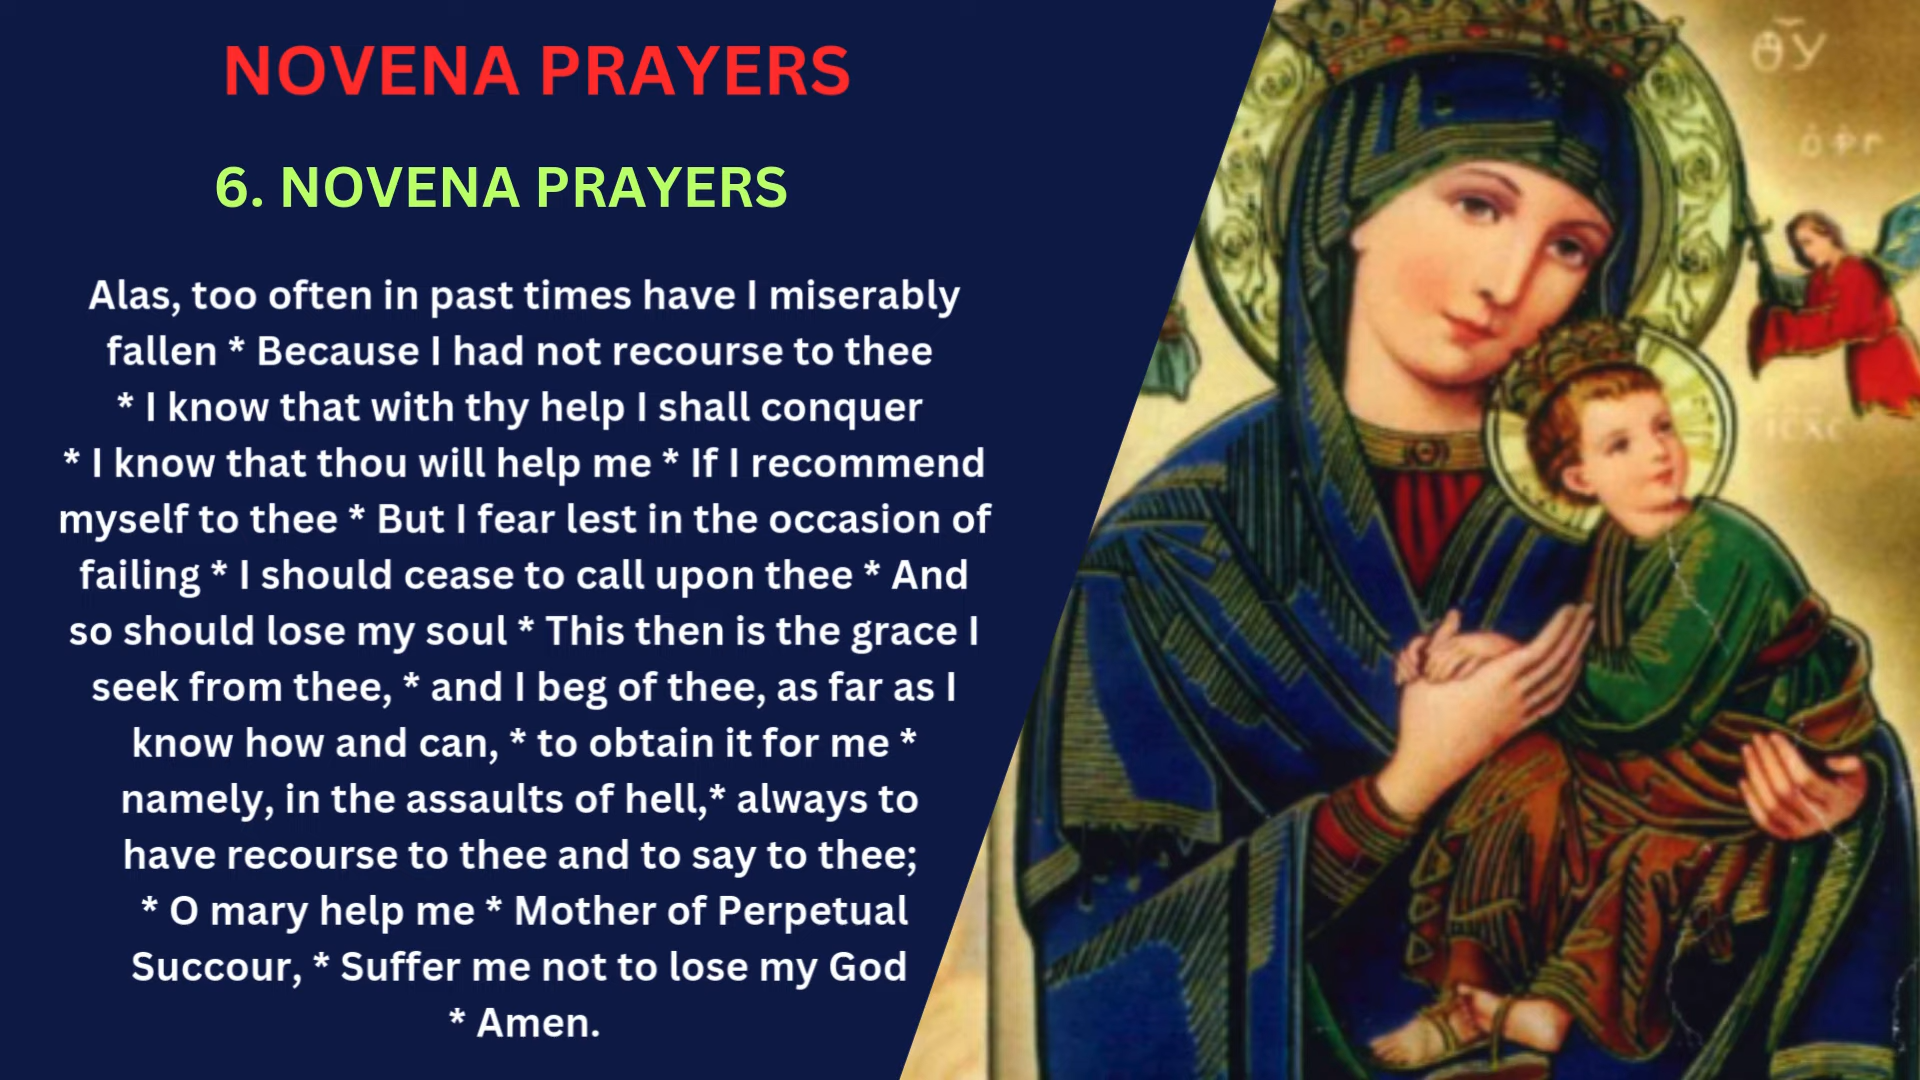 NOVENA PRAYERS
6. NOVENA PRAYERS
Alas, too often in past times have I miserably
fallen * Because I had not recourse to thee
* I know that with thy help I shall conquer
* I know that thou will help me * If I recommend
myself to thee * But I fear lest in the occasion of
failing * I should cease to call upon thee * And
so should lose my soul * This then is the grace I
seek from thee, * and I beg of thee, as far as I
know how and can, * to obtain it for me *
namely, in the assaults of hell,* always to
have recourse to thee and to say to thee;
* O mary help me * Mother of Perpetual
Succour, * Suffer me not to lose my God
* Amen.